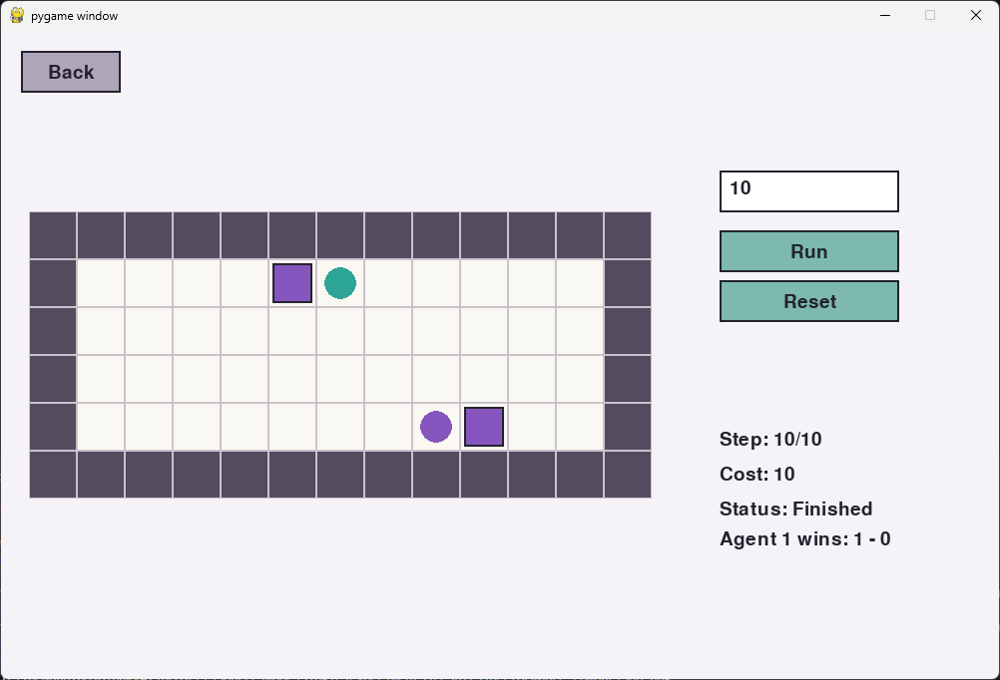 pygame window
Back
10
Run
Reset
Step: 10/10
Cost: 10
Status: Finished
Agent 1 wins: 1 - 0